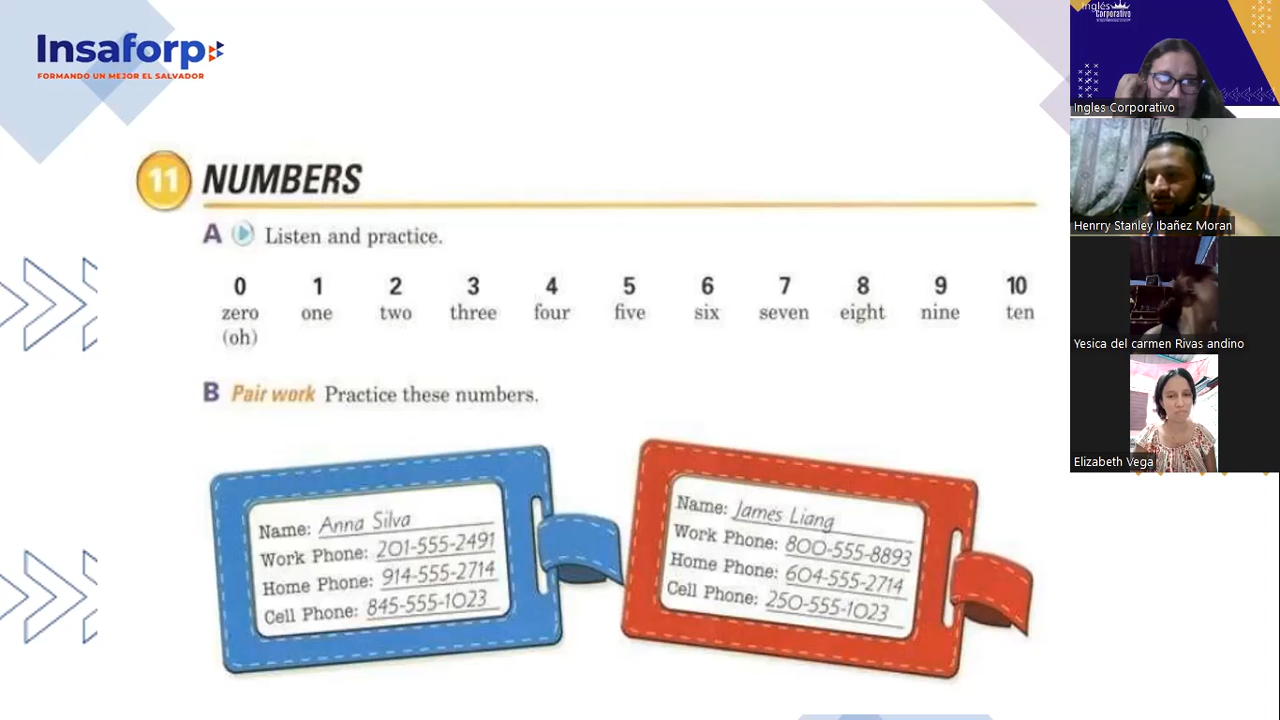 Insaforp
FORMANDO UN MEJOR EL SALVADOR
11 NUMBERS
A Listen and practice.
0 1 2 3 4 5 6 7 8 9 10
zero one two three four five six seven eight nine ten
(oh)
B Pair work Practice these numbers.
Name: Anna Silva
Work Phone: 201-555-2491
Home Phone: 914-555-2714
Cell Phone: 845-555-1023
Name: James Liang
Work Phone: 800-555-8893
Home Phone: 604-555-2714
Cell Phone: 250-555-1023
Inglés
Corporativo
Ingles Corporativo
Henrry Stanley Ibañez Moran
Yesica del carmen Rivas andino
Elizabeth Vega